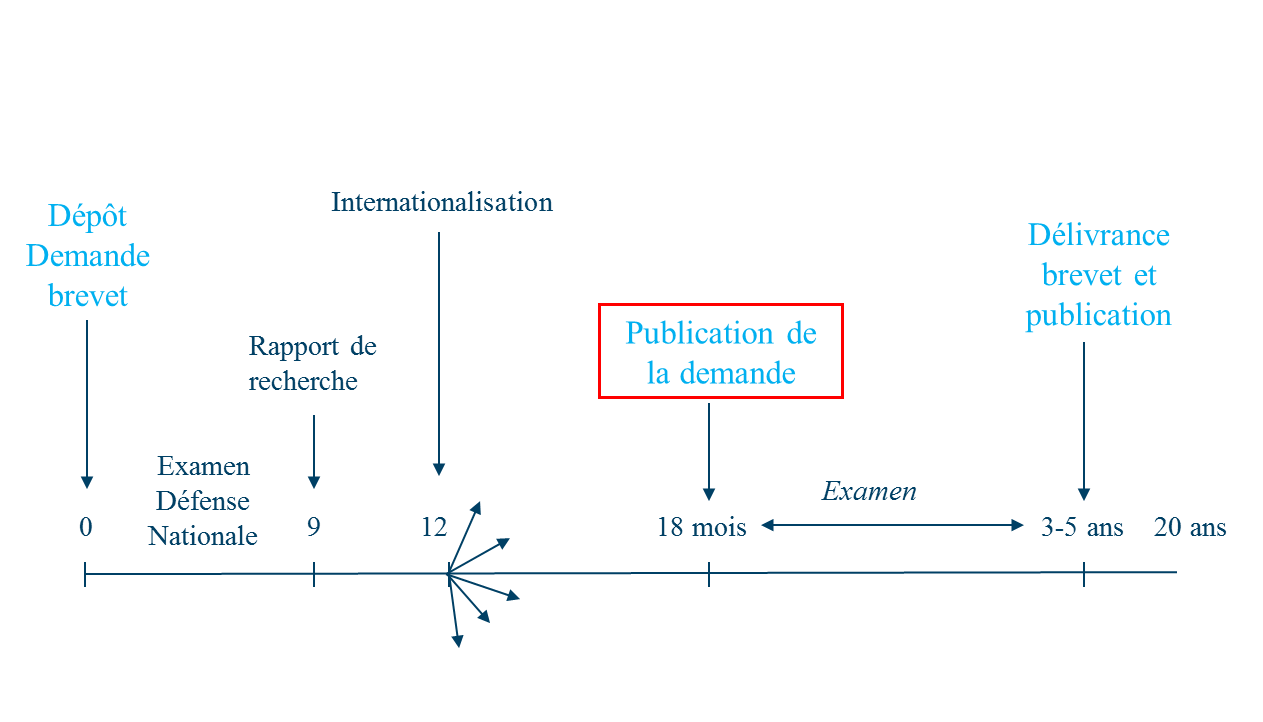 Internationalisation
Dépôt
Demande
brevet
Délivrance
brevet et
publication
Rapport de
recherche
Publication de
la demande
Examen
Défense
Nationale
Examen
0
9
12
18 mois
3-5 ans
20 ans